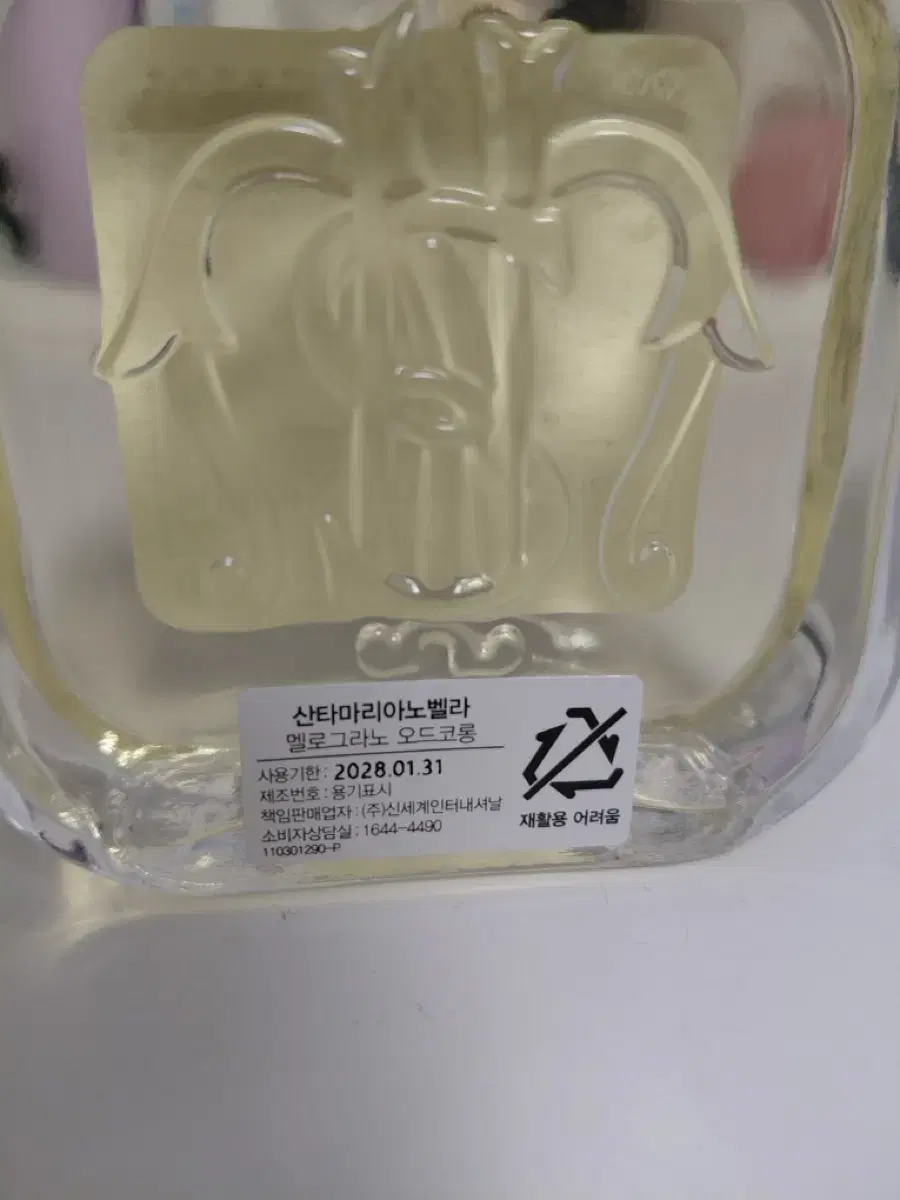 산타마리아노벨라
멜로그라노 오드코롱
사용기한 : 2028.01.31
제조번호 : 용기표시
책임판매업자 : (주)신세계인터내셔날
소비자상담실 : 1644-4490
110301290-P
재활용 어려움